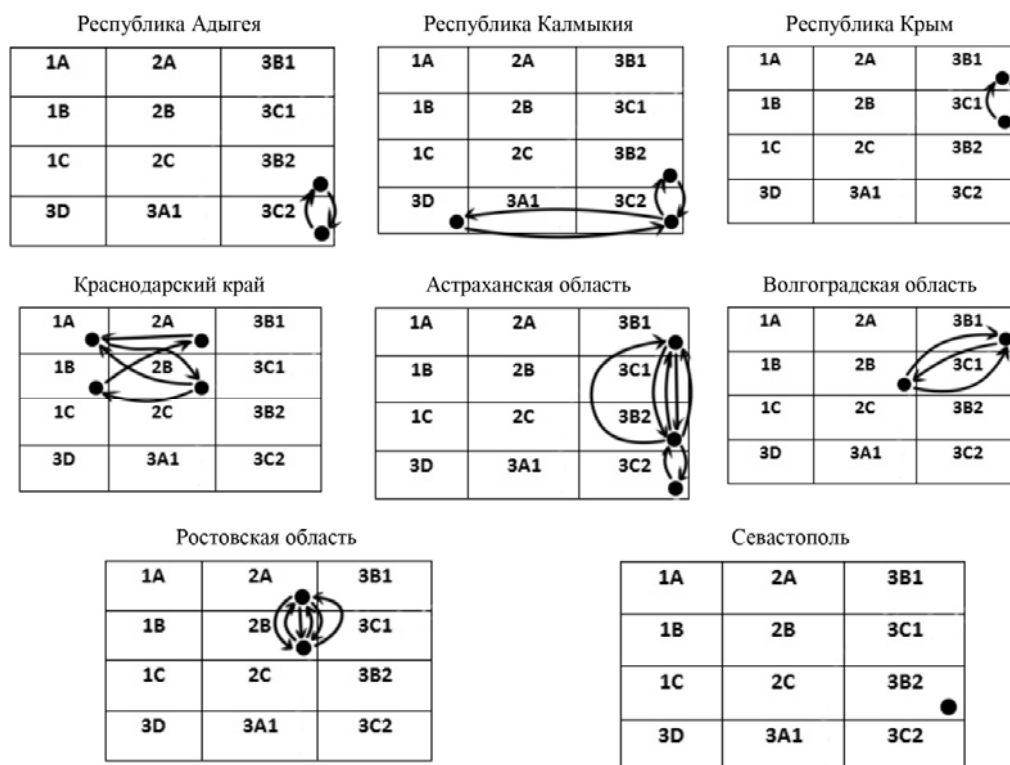 Республика Адыгея
1A 2A 3B1
1B 2B 3C1
1C 2C 3B2
3D 3A1 3C2
Республика Калмыкия
1A 2A 3B1
1B 2B 3C1
1C 2C 3B2
3D 3A1 3C2
Республика Крым
1A 2A 3B1
1B 2B 3C1
1C 2C 3B2
3D 3A1 3C2
Краснодарский край
1A 2A 3B1
1B 2B 3C1
1C 2C 3B2
3D 3A1 3C2
Астраханская область
1A 2A 3B1
1B 2B 3C1
1C 2C 3B2
3D 3A1 3C2
Волгоградская область
1A 2A 3B1
1B 2B 3C1
1C 2C 3B2
3D 3A1 3C2
Ростовская область
1A 2A 3B1
1B 2B 3C1
1C 2C 3B2
3D 3A1 3C2
Севастополь
1A 2A 3B1
1B 2B 3C1
1C 2C 3B2
3D 3A1 3C2